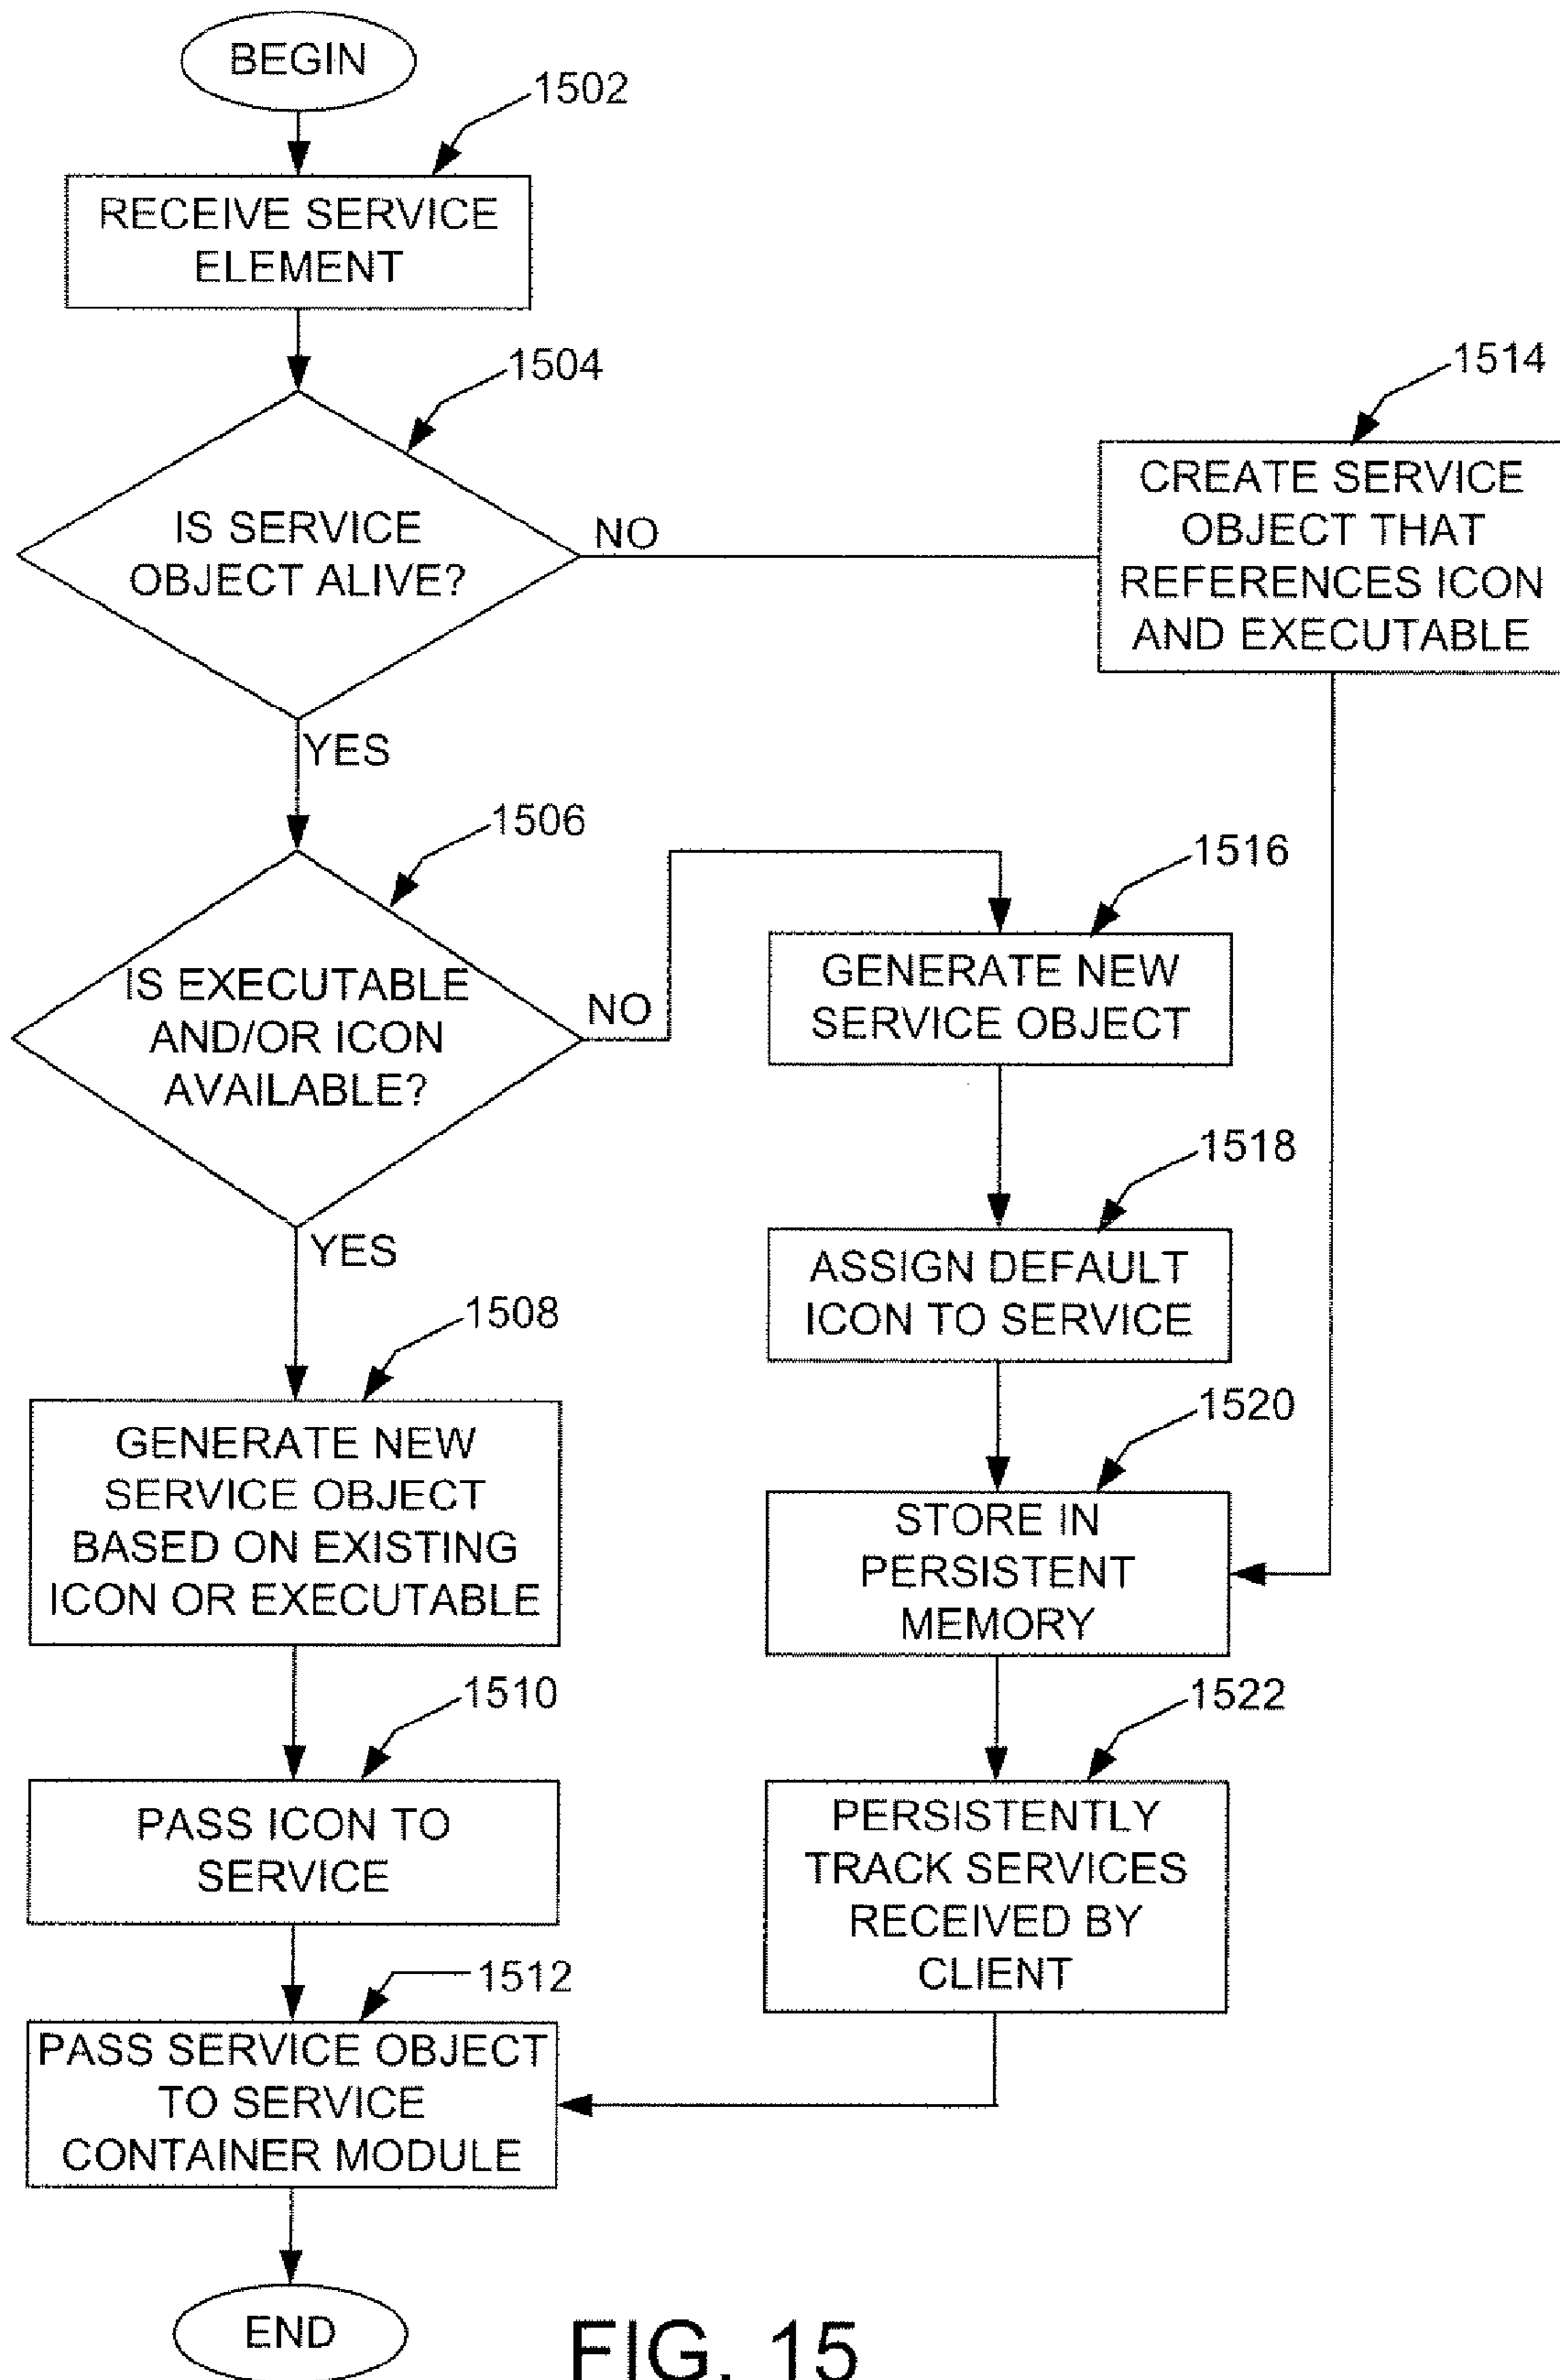 BEGIN
1502
RECEIVE SERVICE
ELEMENT
1504
IS SERVICE
OBJECT ALIVE?
NO
YES
1514
CREATE SERVICE
OBJECT THAT
REFERENCES ICON
AND EXECUTABLE
1506
IS EXECUTABLE
AND/OR ICON
AVAILABLE?
NO
YES
1516
GENERATE NEW
SERVICE OBJECT
1518
ASSIGN DEFAULT
ICON TO SERVICE
1508
GENERATE NEW
SERVICE OBJECT
BASED ON EXISTING
ICON OR EXECUTABLE
1520
STORE IN
PERSISTENT
MEMORY
1510
PASS ICON TO
SERVICE
1522
PERSISTENTLY
TRACK SERVICES
RECEIVED BY
CLIENT
1512
PASS SERVICE OBJECT
TO SERVICE
CONTAINER MODULE
END
FIG. 15